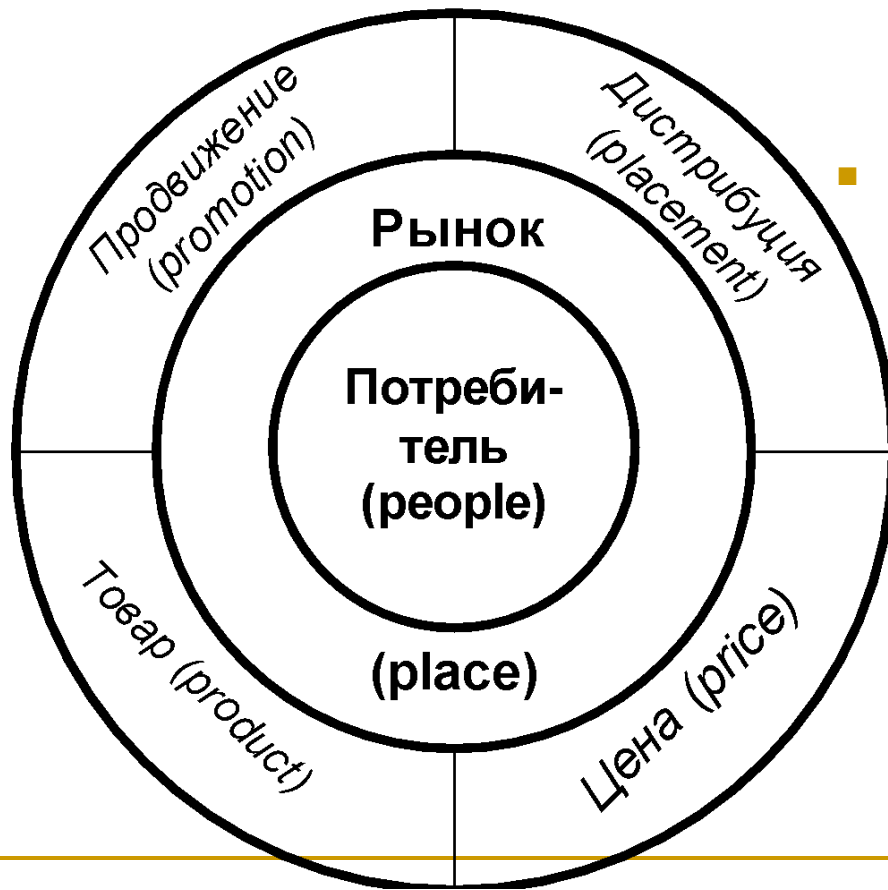 Продвижение
(promotion)
Дистрибуция
(placement)
Рынок
Потреби-
тель
(people)
(place)
Товар (product)
Цена (price)